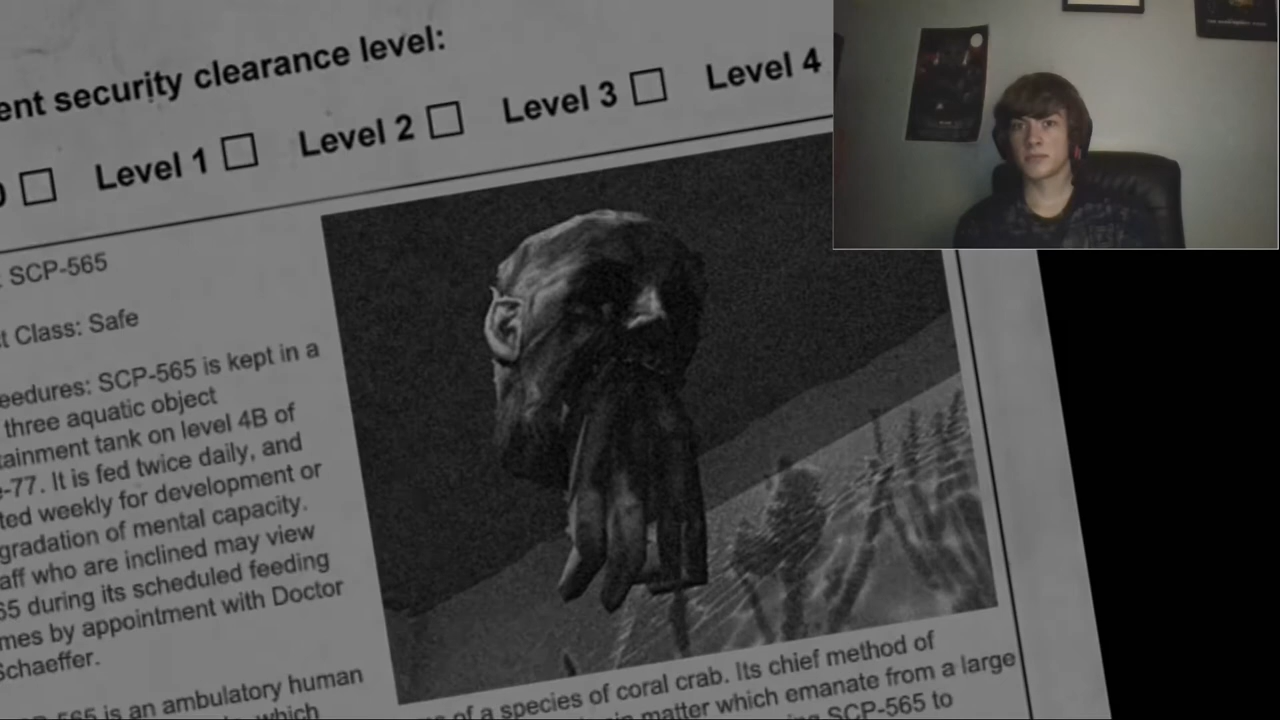 ent security clearance level:
0 Level 1 Level 2 Level 3 Level 4
: SCP-565
t Class: Safe
eedures: SCP-565 is kept in a
three aquatic object
tainment tank on level 4B of
e-77. It is fed twice daily, and
ted weekly for development or
gradation of mental capacity.
aff who are inclined may view
65 during its scheduled feeding
mes by appointment with Doctor
Schaeffer.
565 is an ambulatory human
which
of a species of coral crab. Its chief method of
matter which emanate from a large
SCP-565 to